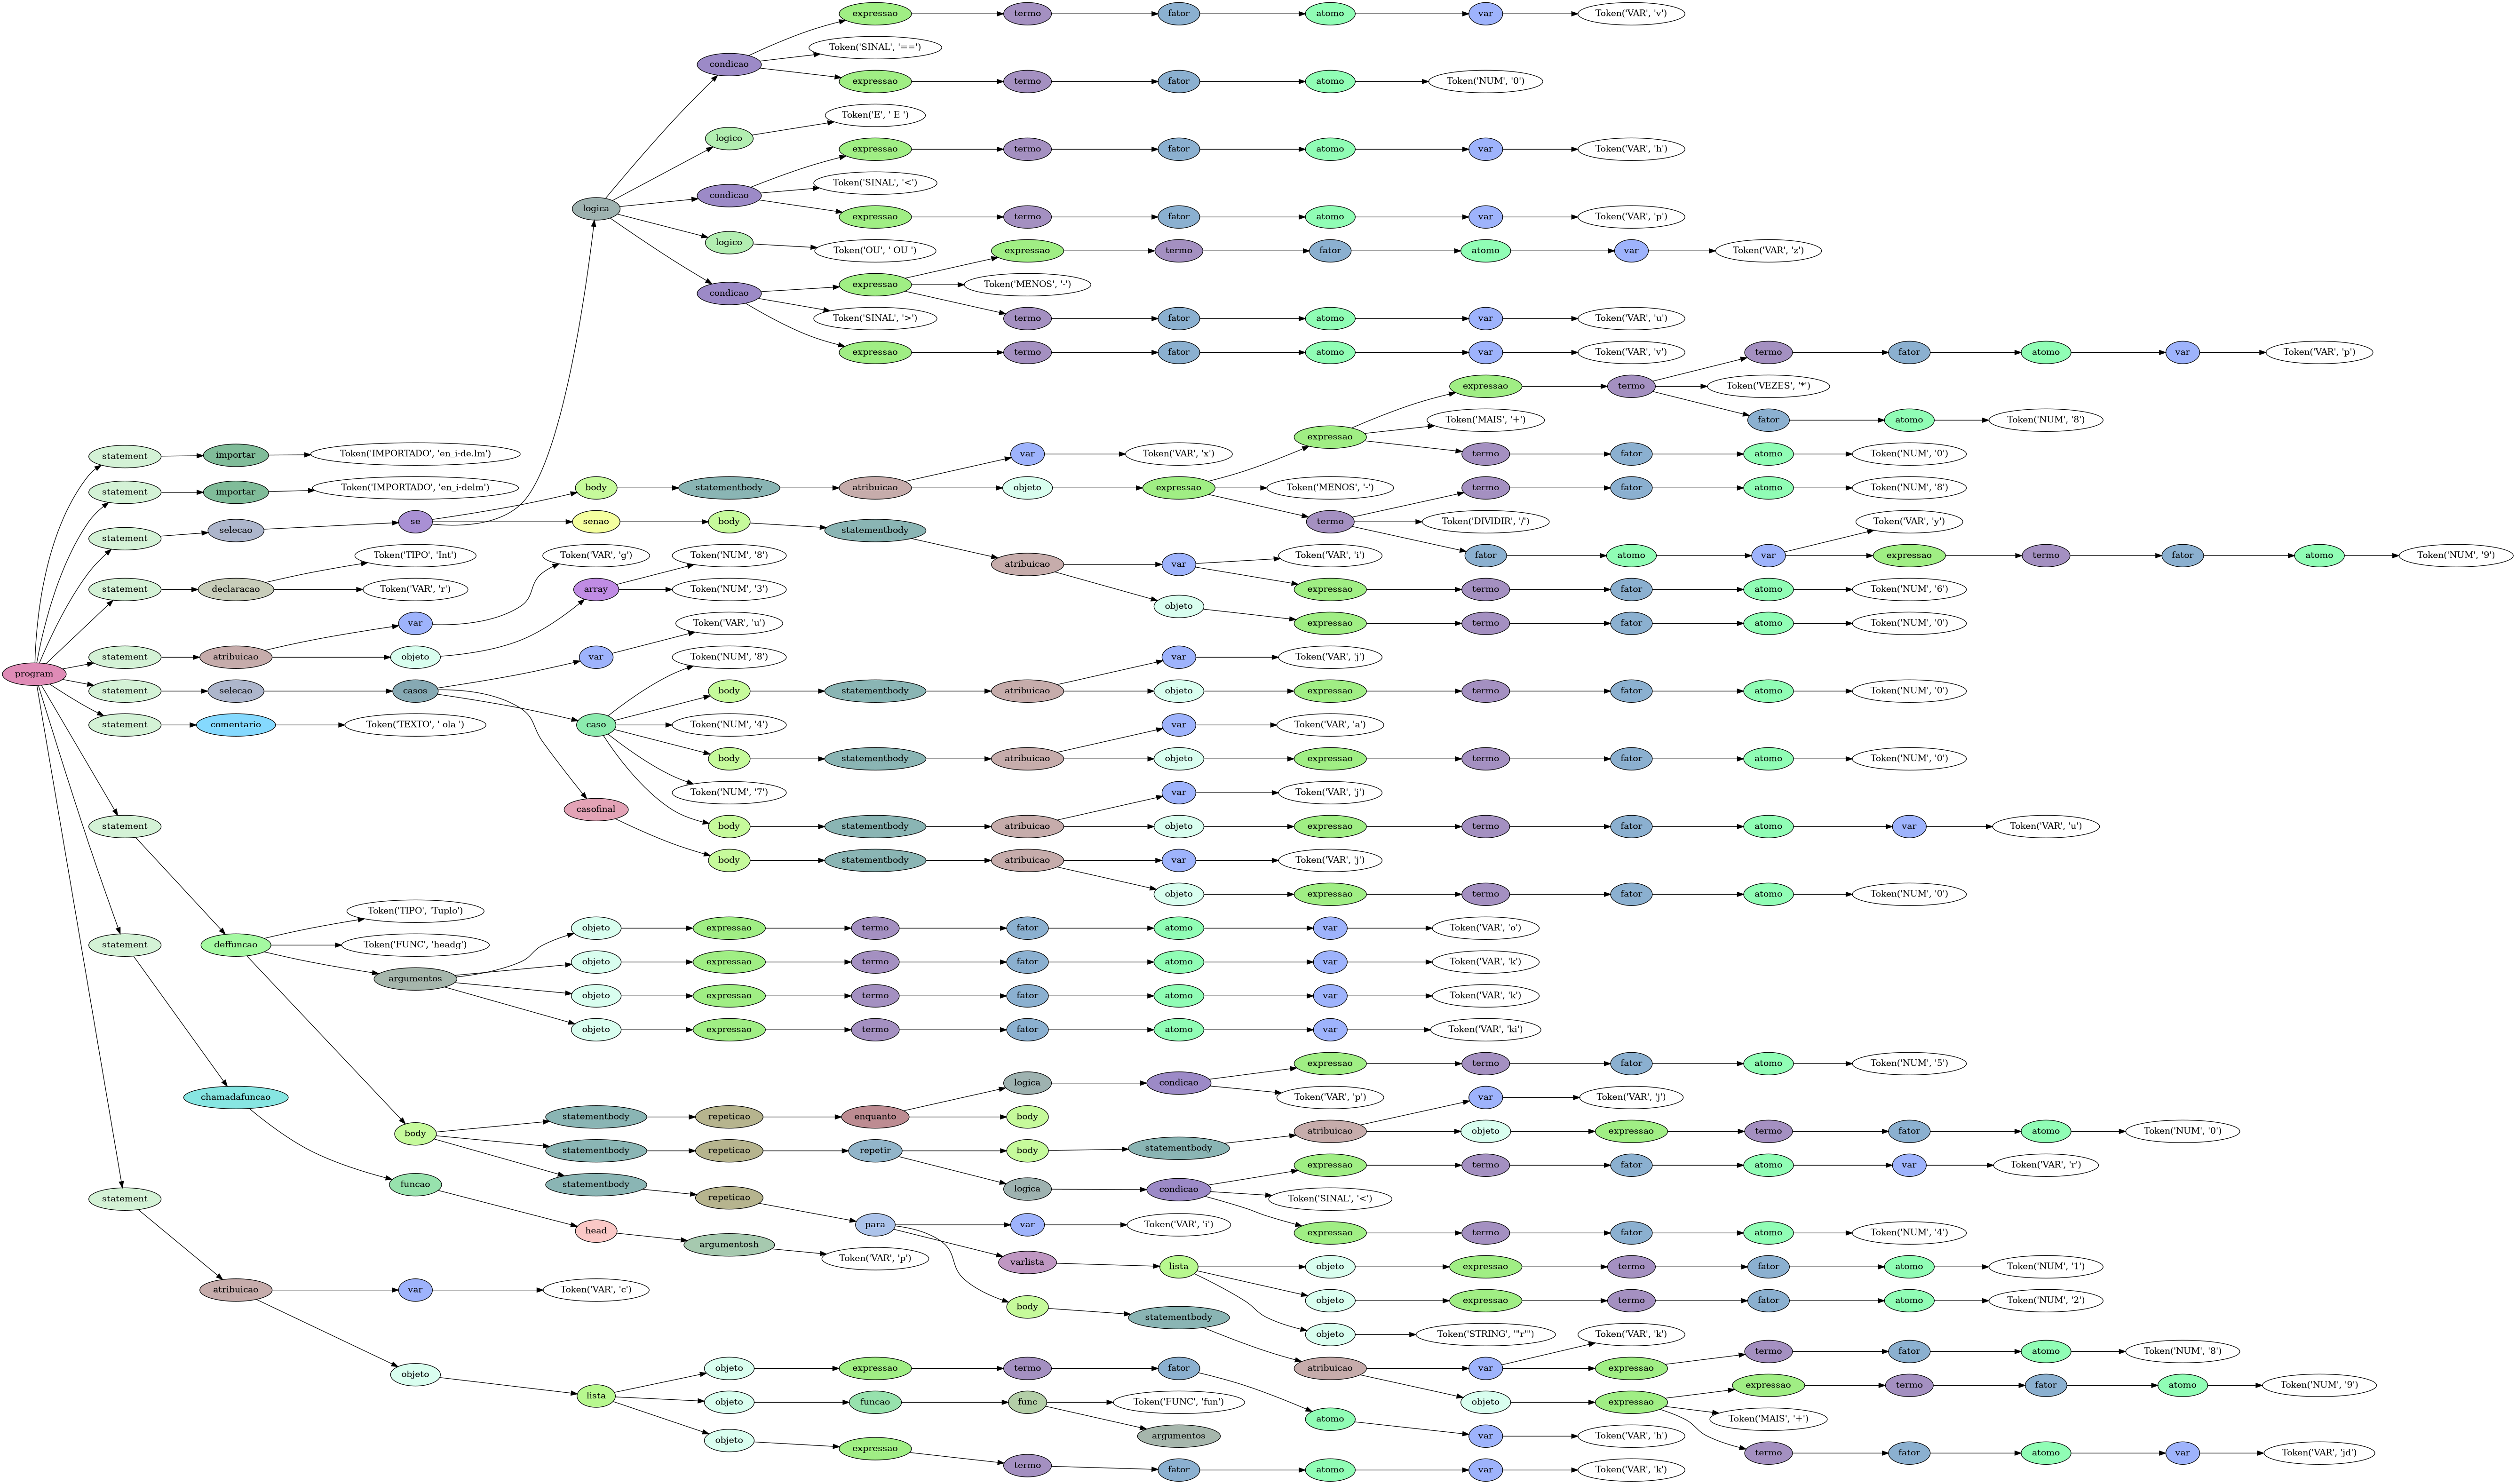 expressao termo fator atomo var Token('VAR', 'v')
Token('SINAL', '==')
condicao
expressao termo fator atomo Token('NUM', '0')
Token('E', ' E ')
logico
expressao termo fator atomo var Token('VAR', 'h')
Token('SINAL', '<')
condicao
logica
expressao termo fator atomo var Token('VAR', 'p')
logico
Token('OU', ' OU ')
expressao termo fator atomo var Token('VAR', 'z')
expressao Token('MENOS', '-')
condicao
Token('SINAL', '>') termo fator atomo var Token('VAR', 'u')
expressao termo fator atomo var Token('VAR', 'v')
termo fator atomo var Token('VAR', 'p')
expressao termo Token('VEZES', '*')
Token('MAIS', '+') fator atomo Token('NUM', '8')
expressao
statement importar Token('IMPORTADO', 'en_i-de.lm') var Token('VAR', 'x') termo fator atomo Token('NUM', '0')
statement importar Token('IMPORTADO', 'en_i-delm') body statementbody atribuicao objeto expressao Token('MENOS', '-') termo fator atomo Token('NUM', '8')
se senao body termo Token('DIVIDIR', '/') Token('VAR', 'y')
statement selecao statementbody
Token('TIPO', 'Int') Token('VAR', 'g') Token('NUM', '8') atribuicao var Token('VAR', 'i') fator atomo var expressao termo fator atomo Token('NUM', '9')
statement declaracao Token('VAR', 'r') array Token('NUM', '3') expressao termo fator atomo Token('NUM', '6')
objeto
var Token('VAR', 'u') expressao termo fator atomo Token('NUM', '0')
statement atribuicao objeto var Token('NUM', '8') var Token('VAR', 'j')
program
statement selecao casos body statementbody atribuicao objeto expressao termo fator atomo Token('NUM', '0')
statement comentario Token('TEXTO', ' ola ') caso Token('NUM', '4') var Token('VAR', 'a')
body statementbody atribuicao objeto expressao termo fator atomo Token('NUM', '0')
Token('NUM', '7') var Token('VAR', 'j')
casofinal
statement body statementbody atribuicao objeto expressao termo fator atomo var Token('VAR', 'u')
body statementbody atribuicao var Token('VAR', 'j')
objeto expressao termo fator atomo Token('NUM', '0')
Token('TIPO', 'Tuplo')
objeto expressao termo fator atomo var Token('VAR', 'o')
statement deffuncao Token('FUNC', 'headg')
objeto expressao termo fator atomo var Token('VAR', 'k')
argumentos
objeto expressao termo fator atomo var Token('VAR', 'k')
objeto expressao termo fator atomo var Token('VAR', 'ki')
expressao termo fator atomo Token('NUM', '5')
logica condicao
chamadafuncao Token('VAR', 'p') var Token('VAR', 'j')
statementbody repeticao enquanto body
body atribuicao objeto expressao termo fator atomo Token('NUM', '0')
statementbody repeticao repetir body statementbody
expressao termo fator atomo var Token('VAR', 'r')
funcao statementbody logica condicao
statement repeticao Token('SINAL', '<')
para var Token('VAR', 'i')
head expressao termo fator atomo Token('NUM', '4')
argumentosh
Token('VAR', 'p') varlista lista objeto expressao termo fator atomo Token('NUM', '1')
atribuicao var Token('VAR', 'c')
objeto expressao termo fator atomo Token('NUM', '2')
body statementbody
objeto Token('STRING', '"r"') Token('VAR', 'k')
termo fator atomo Token('NUM', '8')
objeto objeto expressao termo fator atribuicao var expressao
expressao termo fator atomo Token('NUM', '9')
lista objeto funcao func Token('FUNC', 'fun') objeto expressao
atomo Token('MAIS', '+')
objeto argumentos var Token('VAR', 'h')
expressao termo fator atomo var Token('VAR', 'jd')
termo fator atomo var Token('VAR', 'k')